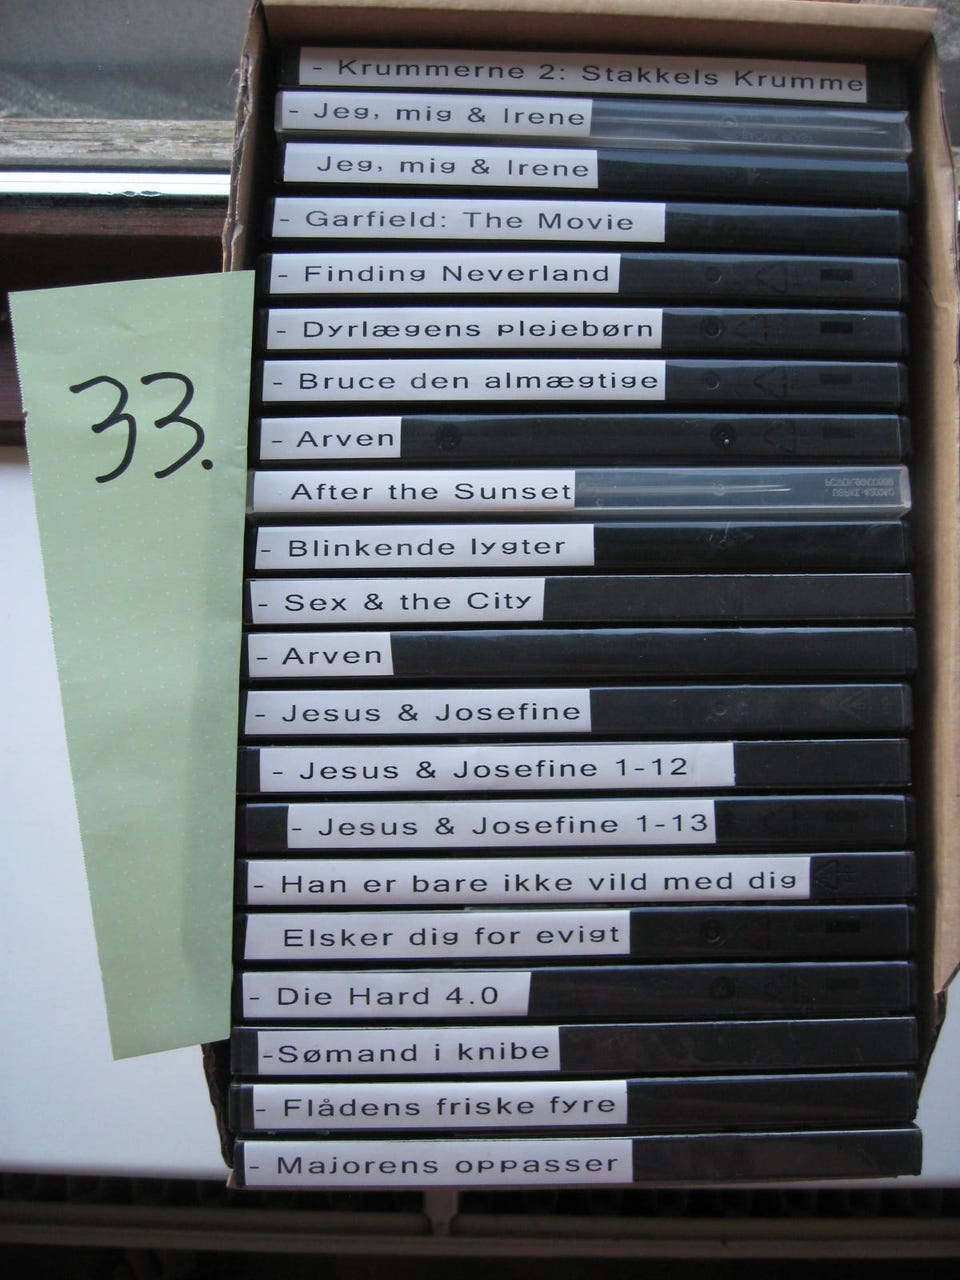 - Krummerne 2: Stakkels Krumme
- Jeg, mig & Irene
Jeg, mig & Irene
- Garfield: The Movie
- Finding Neverland
- Dyrlægens plejebørn
- Bruce den almægtige
- Arven
After the Sunset
- Blinkende lygter
- Sex & the City
- Arven
- Jesus & Josefine
- Jesus & Josefine 1-12
- Jesus & Josefine 1-13
- Han er bare ikke vild med dig
Elsker dig for evigt
- Die Hard 4.0
-Sømand i knibe
- Flådens friske fyre
- Majorens oppasser
33.